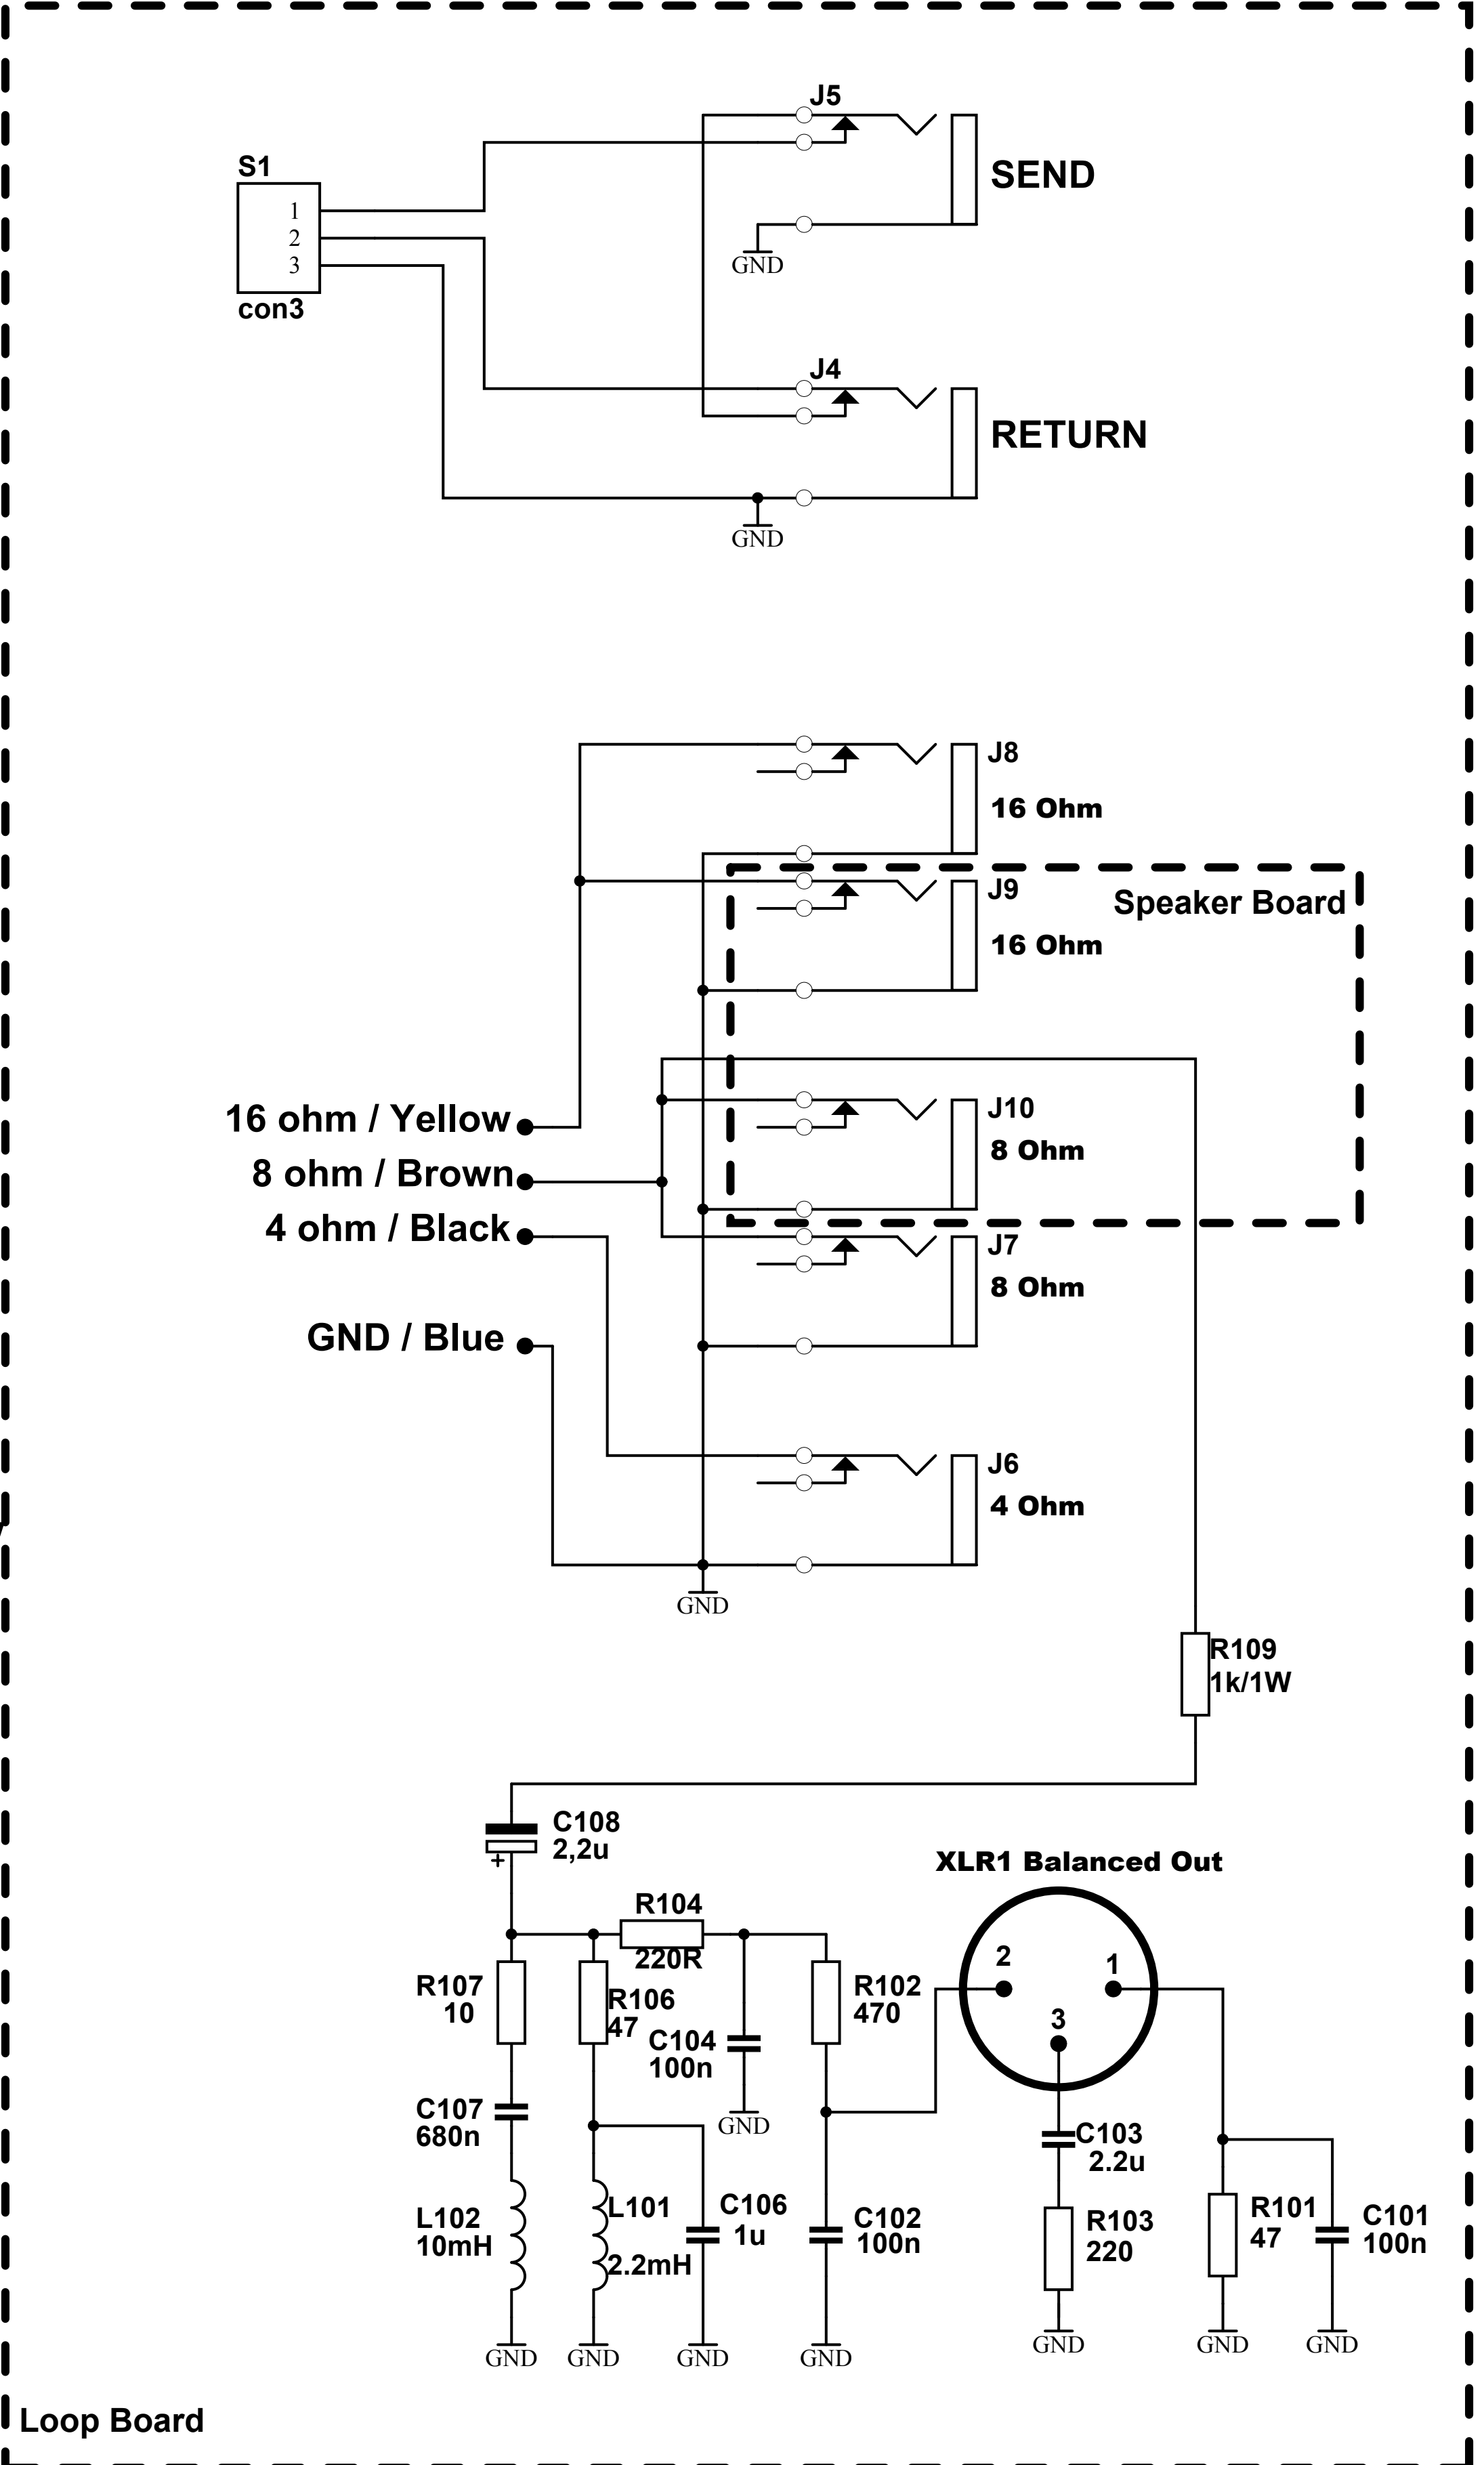 J5
S1
SEND
1
2
3
GND
con3
J4
RETURN
GND
J8
16 Ohm
J9
Speaker Board
16 Ohm
16 ohm / Yellow
J10
8 Ohm
8 ohm / Brown
4 ohm / Black
J7
8 Ohm
GND / Blue
J6
4 Ohm
GND
R109
1k/1W
C108
2,2u
+
XLR1 Balanced Out
R104
220R
2
1
3
R107
10
R106
47
C104
100n
R102
470
C107
680n
GND
C103
2.2u
L102
10mH
L101
2.2mH
C106
1u
C102
100n
R103
220
R101
47
C101
100n
GND
GND
GND
GND
GND
GND
GND
Loop Board